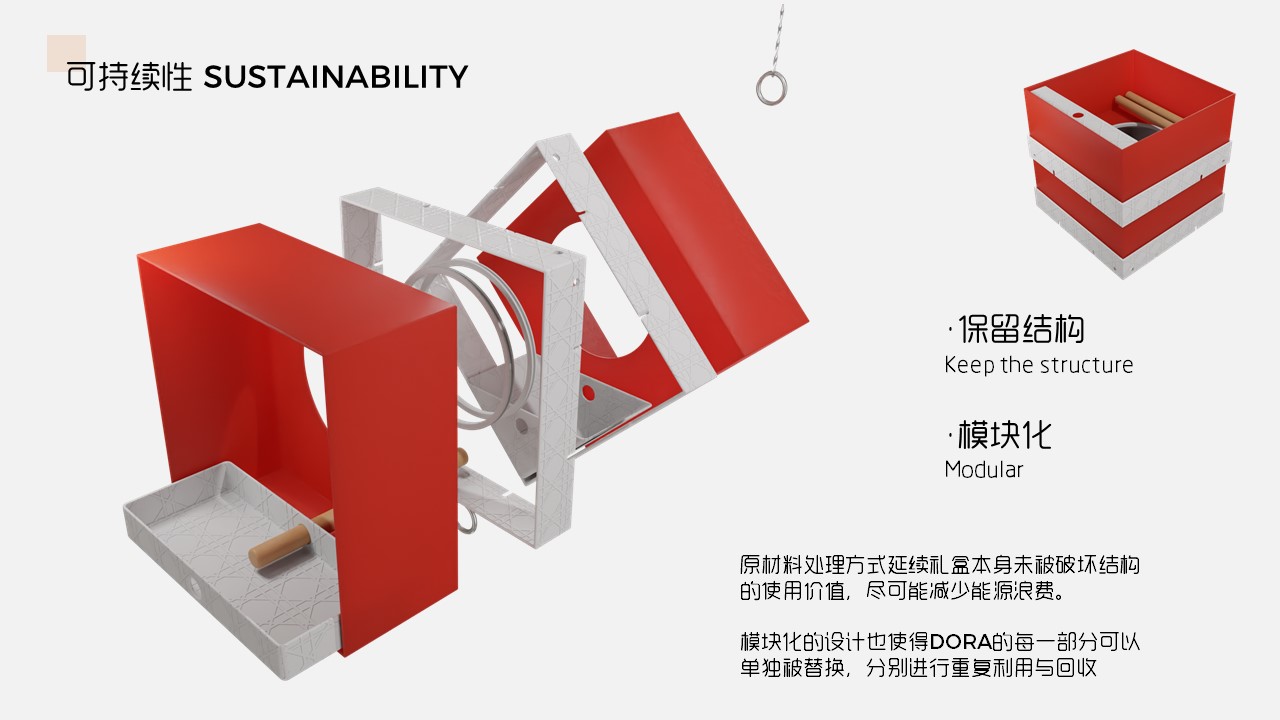 可持续性 SUSTAINABILITY
·保留结构
Keep the structure
·模块化
Modular
原材料处理方式延续礼盒本身未被破坏结构
的使用价值，尽可能减少能源浪费。
模块化的设计也使得DORA的每一部分可以
单独被替换，分别进行重复利用与回收